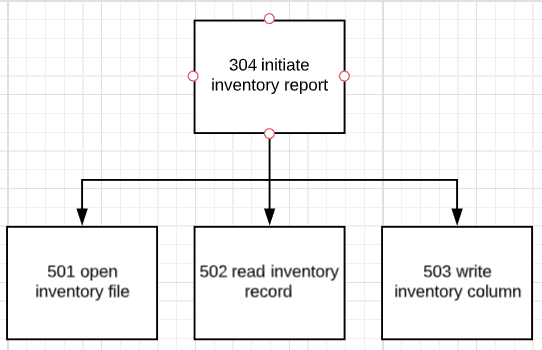 304 initiate
inventory report
501 open
inventory file
502 read inventory
record
503 write
inventory column